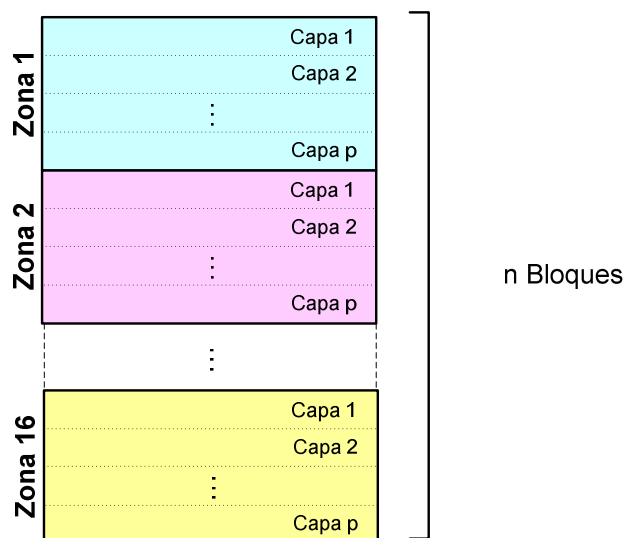 Zona 1
Capa 1
Capa 2
⋮
Capa p
Zona 2
Capa 1
Capa 2
⋮
Capa p
⋮
Zona 16
Capa 1
Capa 2
⋮
Capa p
n Bloques